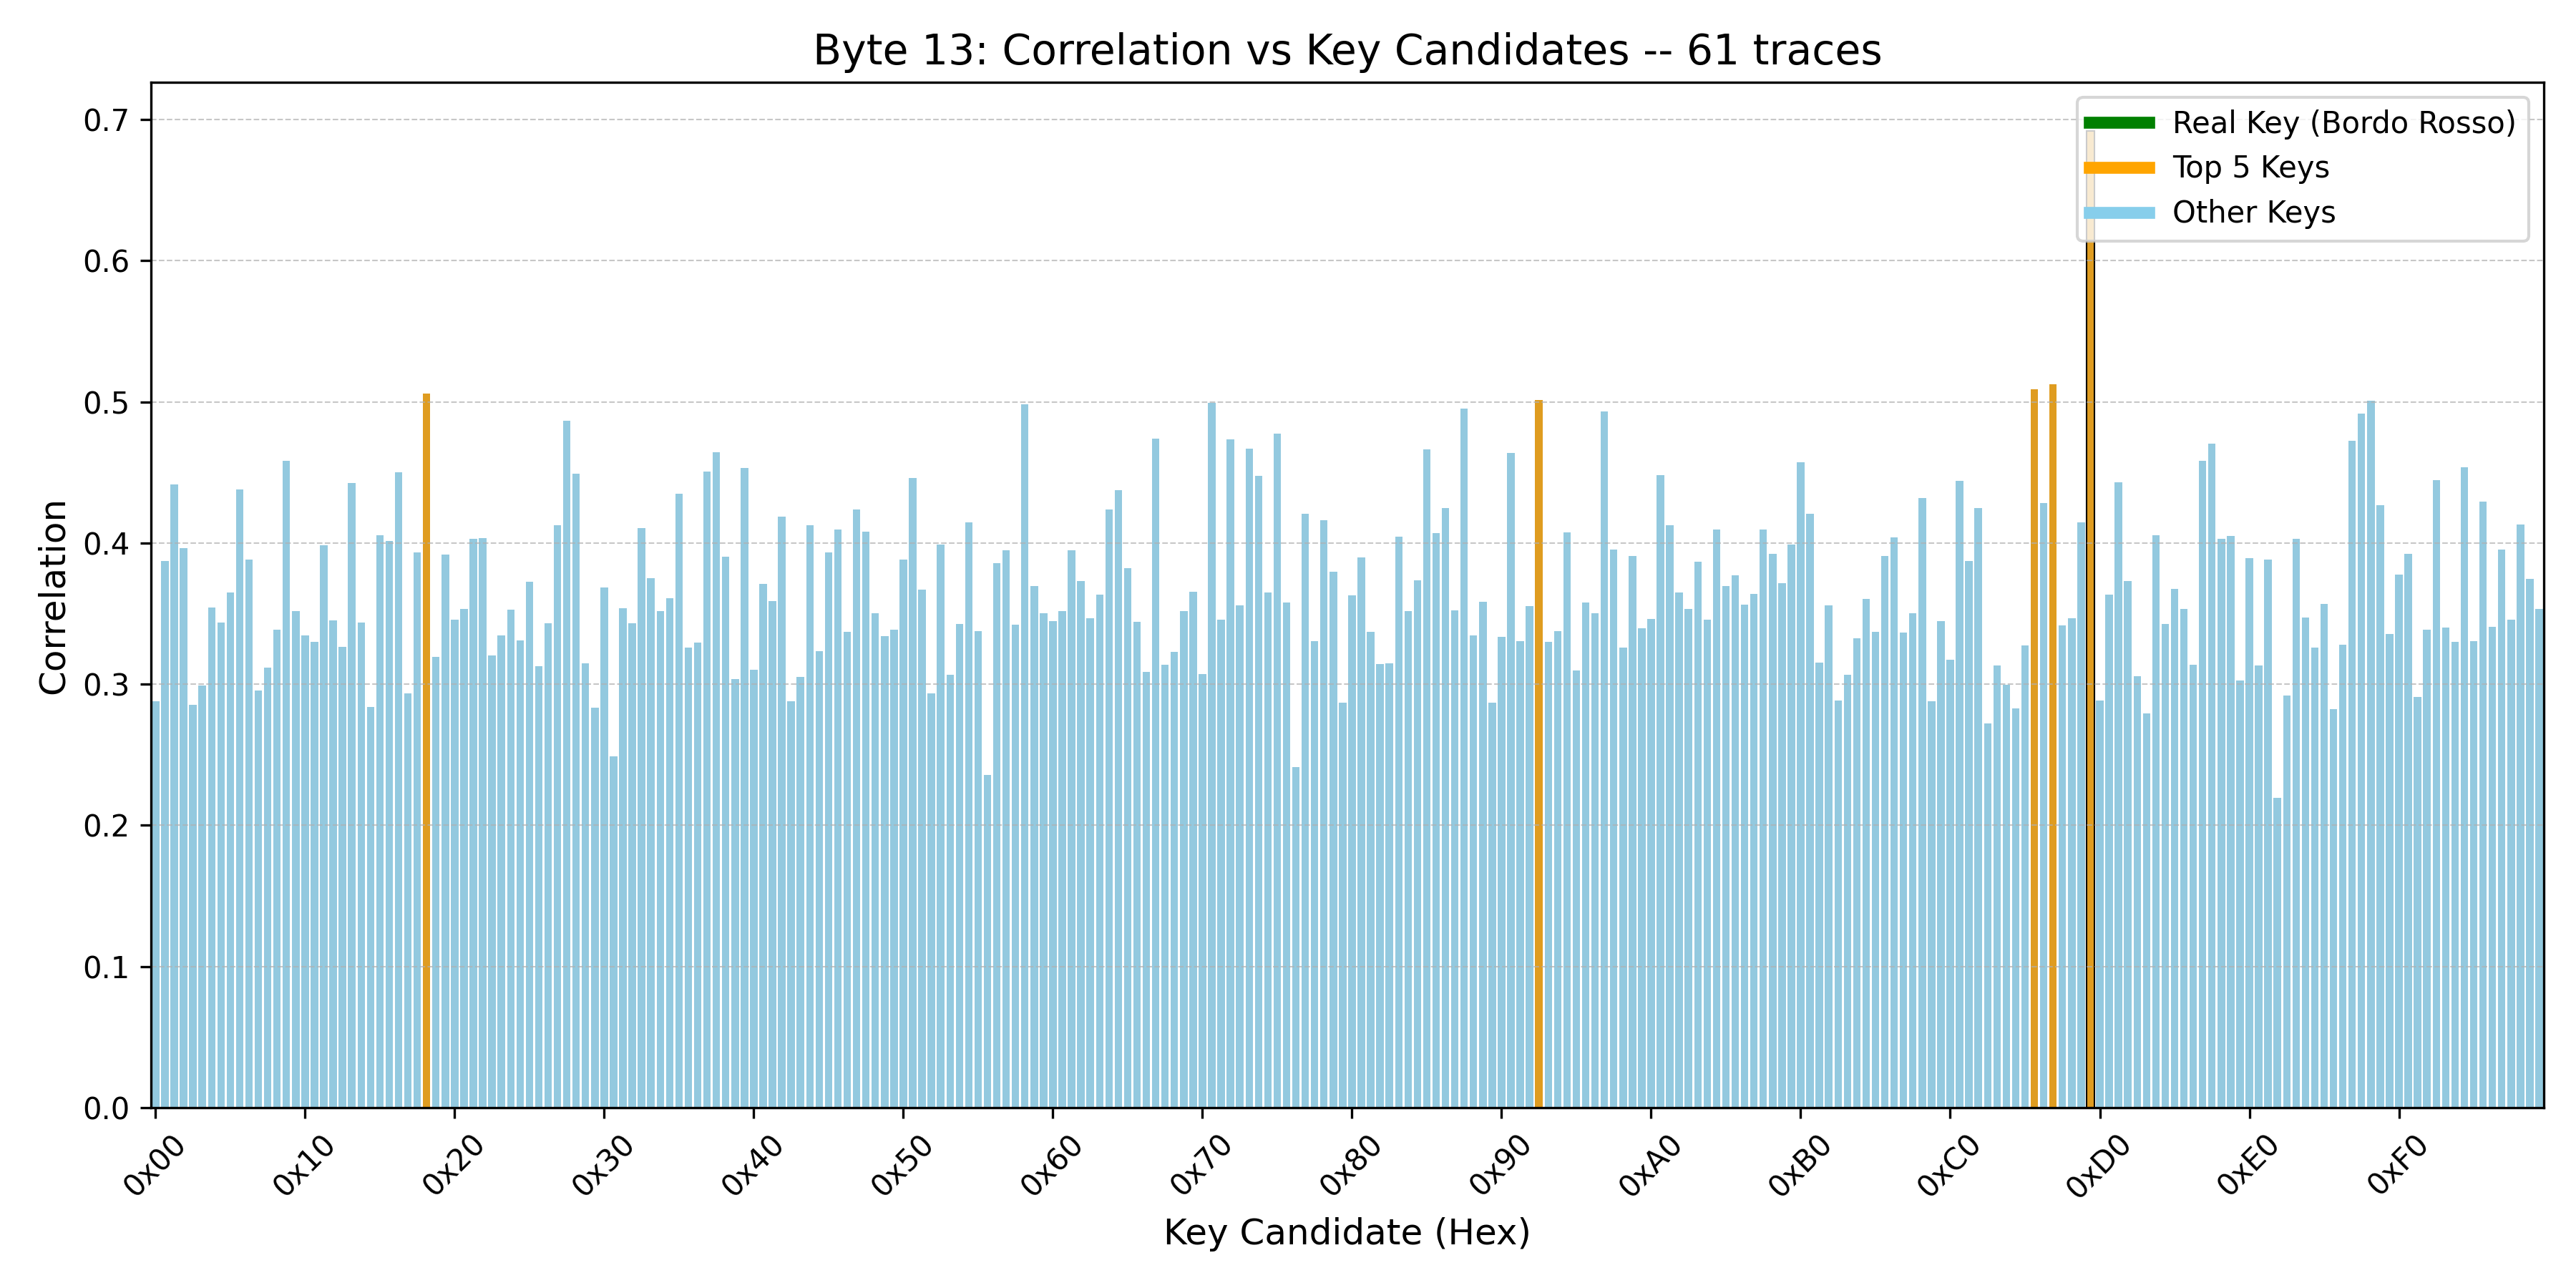 Byte 13: Correlation vs Key Candidates -- 61 traces
Real Key (Bordo Rosso)
Top 5 Keys
Other Keys
Correlation
0.7
0.6
0.5
0.4
0.3
0.2
0.1
0.0
0x00 0x10 0x20 0x30 0x40 0x50 0x60 0x70 0x80 0x90 0xA0 0xB0 0xC0 0xD0 0xE0 0xF0
Key Candidate (Hex)